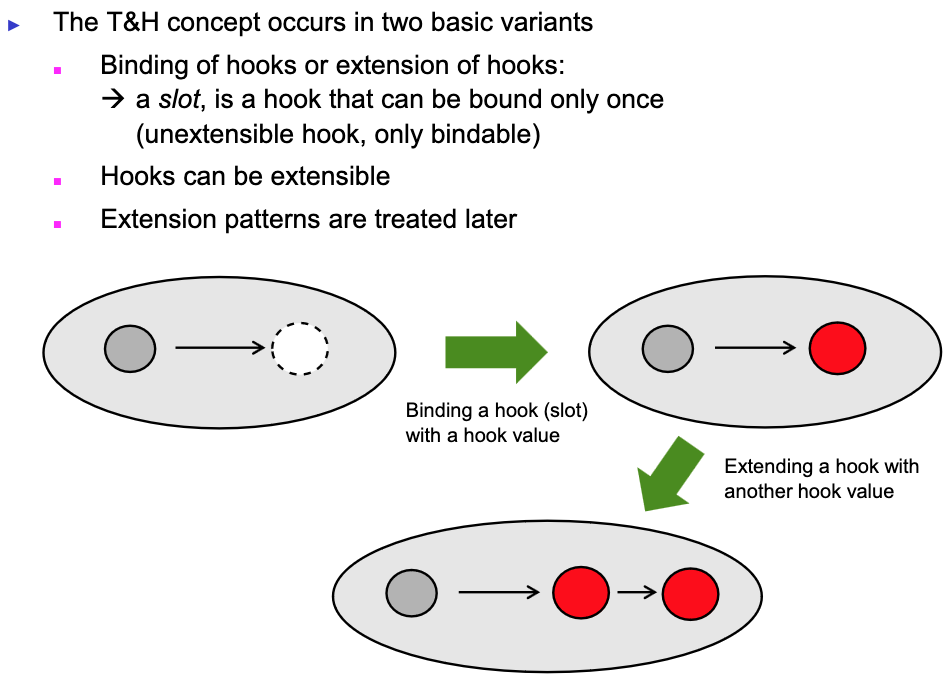 The T&H concept occurs in two basic variants
Binding of hooks or extension of hooks:
→ a slot, is a hook that can be bound only once
(unextensible hook, only bindable)
Hooks can be extensible
Extension patterns are treated later
Binding a hook (slot)
with a hook value
Extending a hook with
another hook value